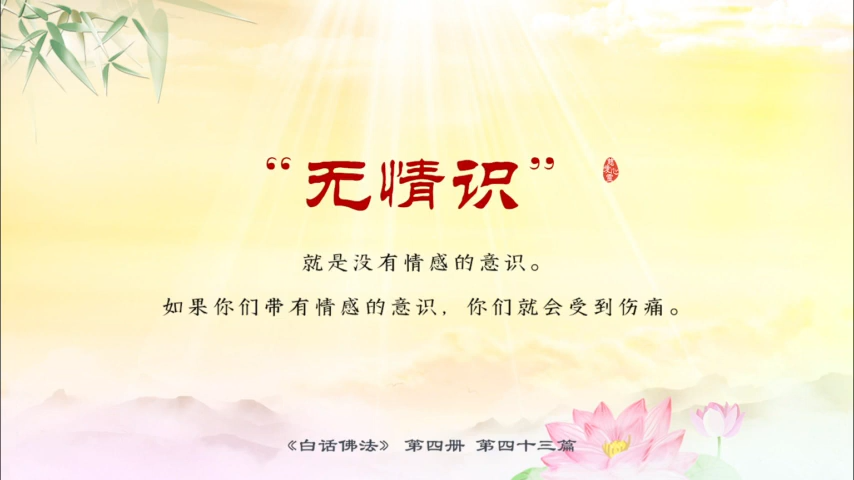 “无情识”
就是没有情感的意识。
如果你们带有情感的意识，你们就会受到伤痛。
《白话佛法》 第四册 第四十三篇